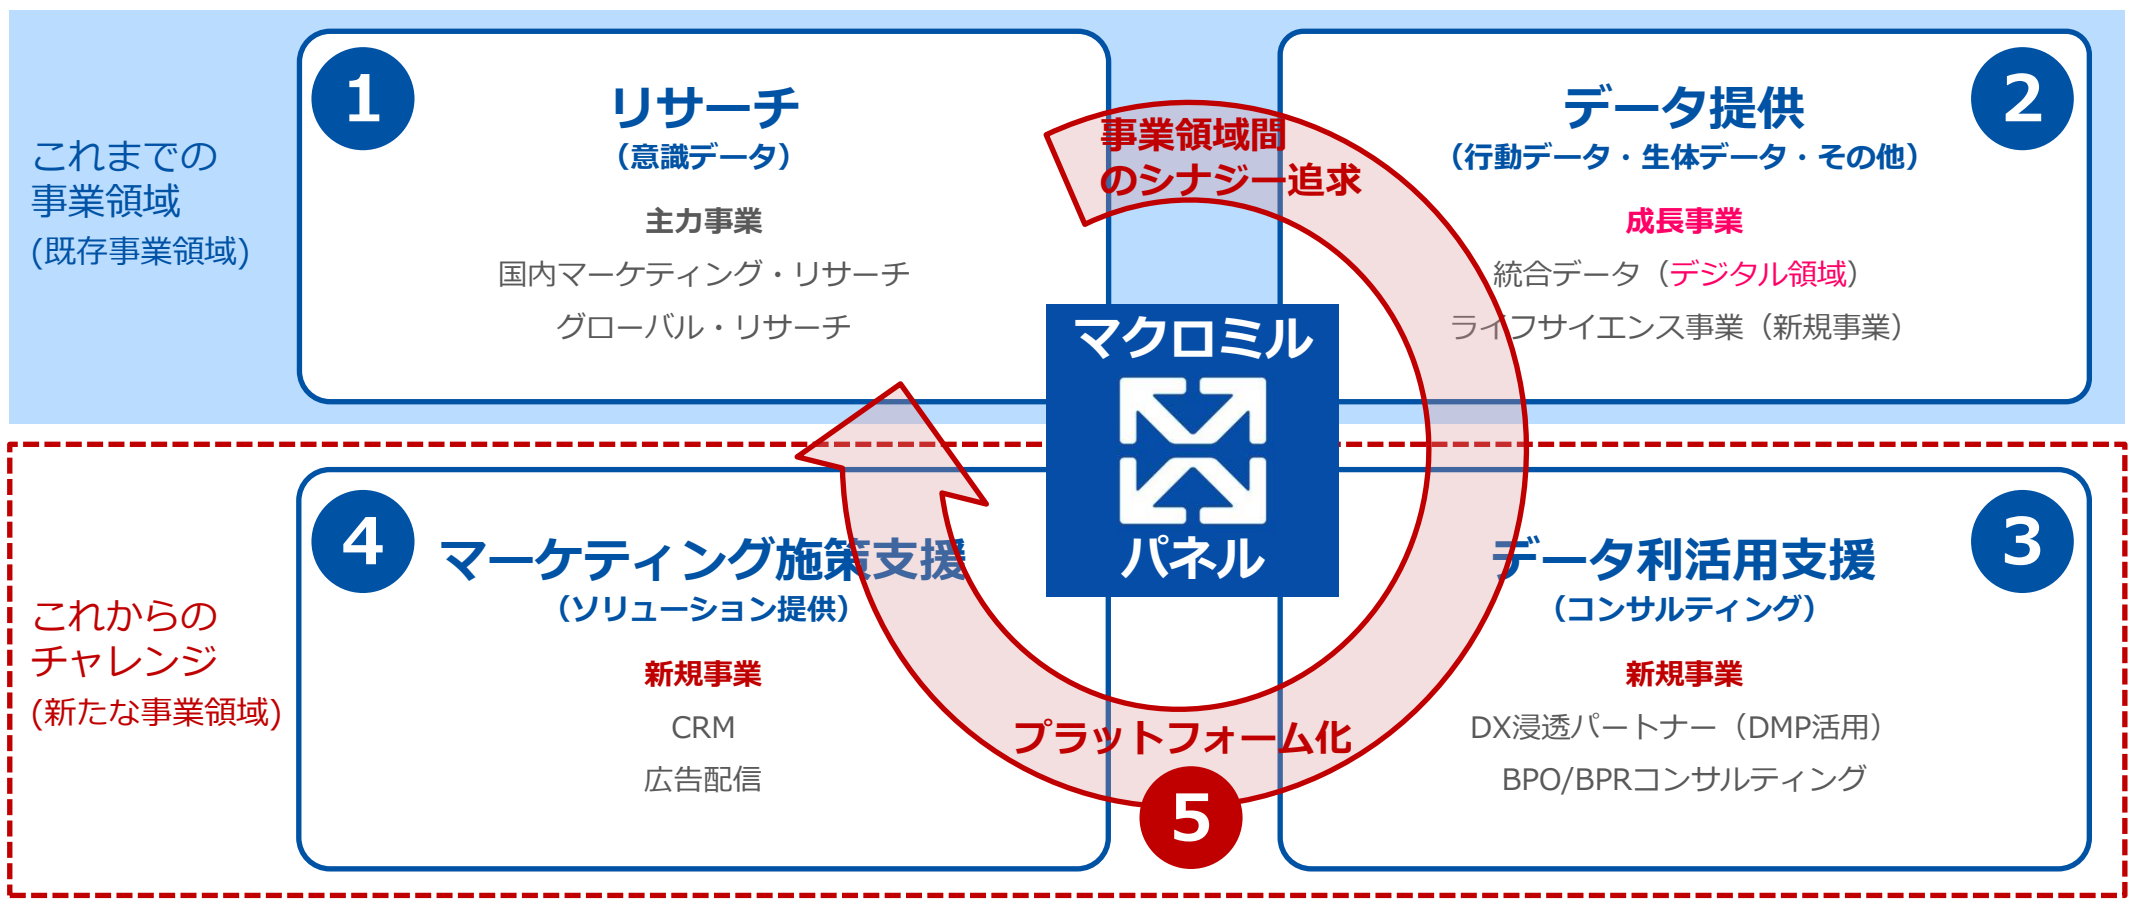 これまでの
事業領域
(既存事業領域)
1
リサーチ
（意識データ）
主力事業
国内マーケティング・リサーチ
グローバル・リサーチ
2
データ提供
（行動データ・生体データ・その他）
成長事業
統合データ（デジタル領域）
ライフサイエンス事業（新規事業）
事業領域間
のシナジー追求
マクロミル
パネル
これからの
チャレンジ
(新たな事業領域)
4
マーケティング施策支援
（ソリューション提供）
新規事業
CRM
広告配信
3
データ利活用支援
（コンサルティング）
新規事業
DX浸透パートナー（DMP活用）
BPO/BPRコンサルティング
プラットフォーム化
5